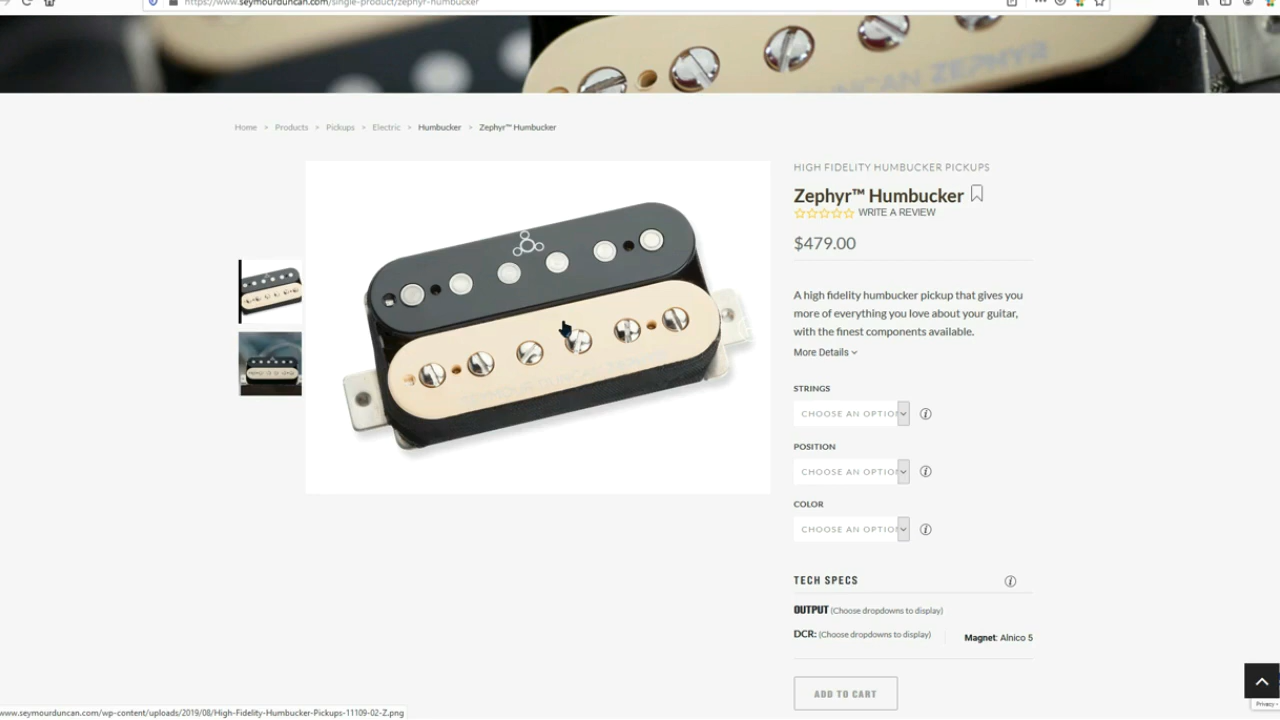 https://www.seymourduncan.com/single-product/zephyr-humbucker
DUNCAN ZEPHYR
Home > Products > Pickups > Electric > Humbucker > Zephyr™ Humbucker
HIGH FIDELITY HUMBUCKER PICKUPS
Zephyr™ Humbucker
WRITE A REVIEW
$479.00
A high fidelity humbucker pickup that gives you
more of everything you love about your guitar,
with the finest components available.
More Details
STRINGS
CHOOSE AN OPTION
POSITION
CHOOSE AN OPTION
COLOR
CHOOSE AN OPTION
TECH SPECS
OUTPUT (Choose dropdowns to display)
DCR: (Choose dropdowns to display)
Magnet: Alnico 5
ADD TO CART
Privacy -
www.seymourduncan.com/wp-content/uploads/2019/08/High-Fidelity-Humbucker-Pickups-11109-02-Z.png